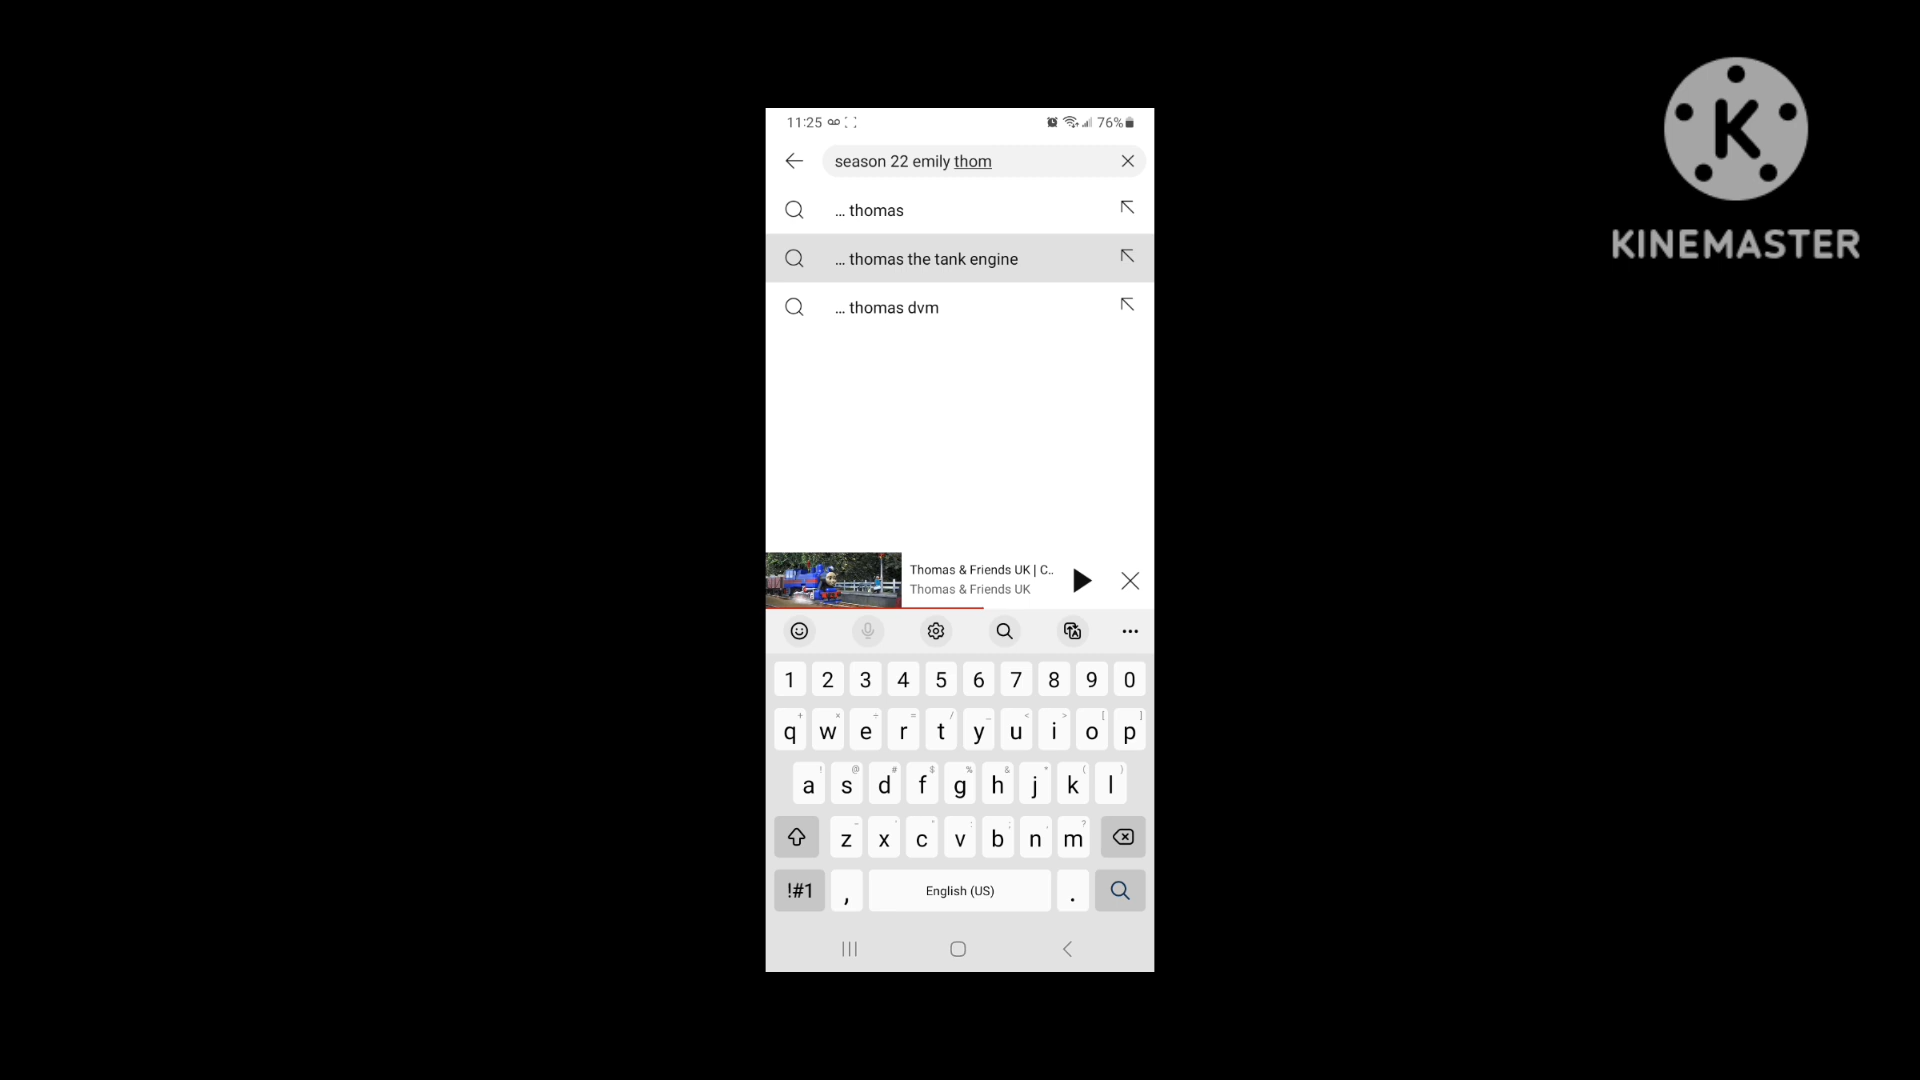 11:25 76%
season 22 emily thom
... thomas
... thomas the tank engine
... thomas dvm
Thomas & Friends UK | C..
Thomas & Friends UK
1 2 3 4 5 6 7 8 9 0
q w e r t y u i o p
a s d f g h j k l
z x c v b n m
!#1 , English (US) .
K
KINEMASTER